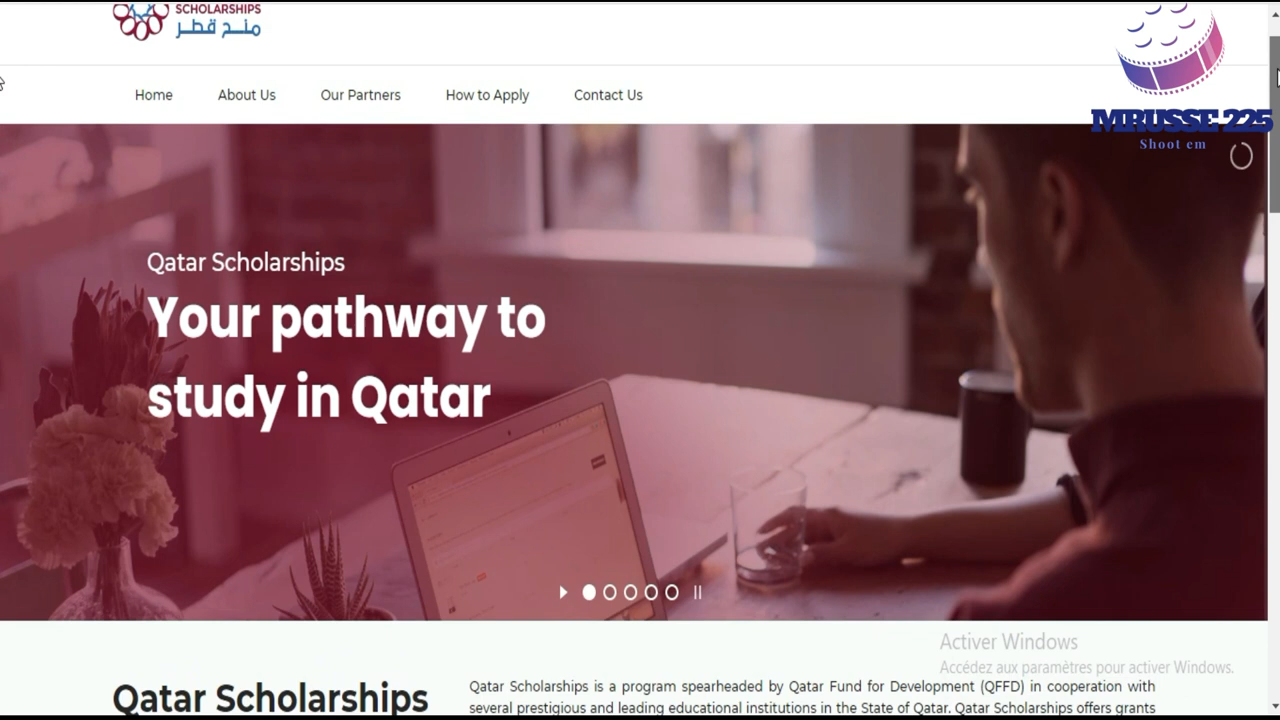 SCHOLARSHIPS
منح قطر
MRUSSE 225
Shoot em
Home About Us Our Partners How to Apply Contact Us
Qatar Scholarships
Your pathway to
study in Qatar
Activer Windows
Accédez aux paramètres pour activer Windows.
Qatar Scholarships
Qatar Scholarships is a program spearheaded by Qatar Fund for Development (QFFD) in cooperation with
several prestigious and leading educational institutions in the State of Qatar. Qatar Scholarships offers grants